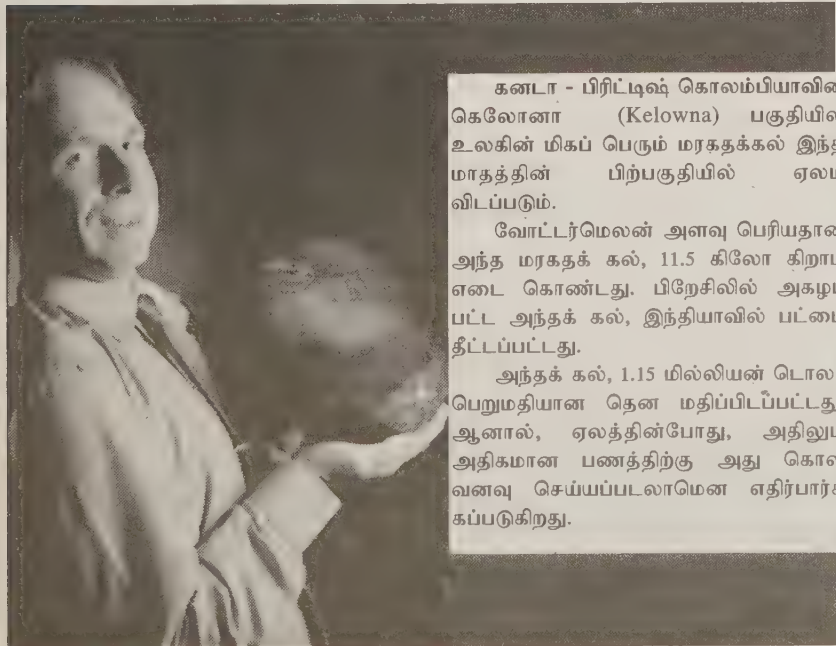 கனடா - பிரிட்டிஷ் கொலம்பியாவின
கெலோனா (Kelowna) பகுதியில
உலகின் மிகப் பெரும் மரகதக்கல் இந்த
மாதத்தின் பிற்பகுதியில் ஏலம
விடப்படும்.
வோட்டர்மெலன் அளவு பெரியதான
அந்த மரகதக் கல், 11.5 கிலோ கிறாம
எடை கொண்டது. பிறேசிலில் அகழப
பட்ட அந்தக் கல், இந்தியாவில் பட்டை
தீட்டப்பட்டது.
அந்தக் கல், 1.15 மில்லியன் டொல
பெறுமதியான தென மதிப்பிடப்பட்டது
ஆனால், ஏலத்தின்போது, அதிலும
அதிகமான பணத்திற்கு அது கொள
வனவு செய்யப்படலாமென எதிர்பார்க
கப்படுகிறது.